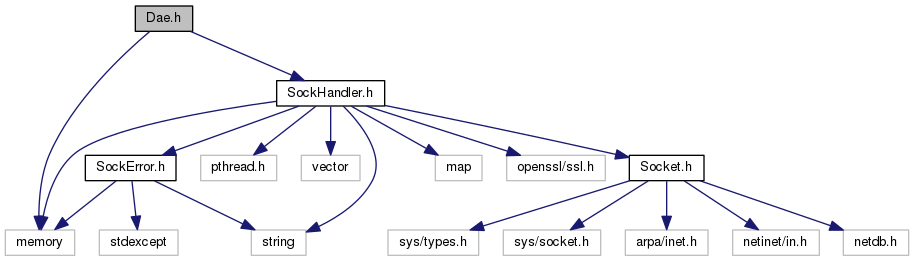 Dae.h
SockHandler.h
SockError.h
pthread.h
vector
map
openssl/ssl.h
Socket.h
memory
stdexcept
string
sys/types.h
sys/socket.h
arpa/inet.h
netinet/in.h
netdb.h